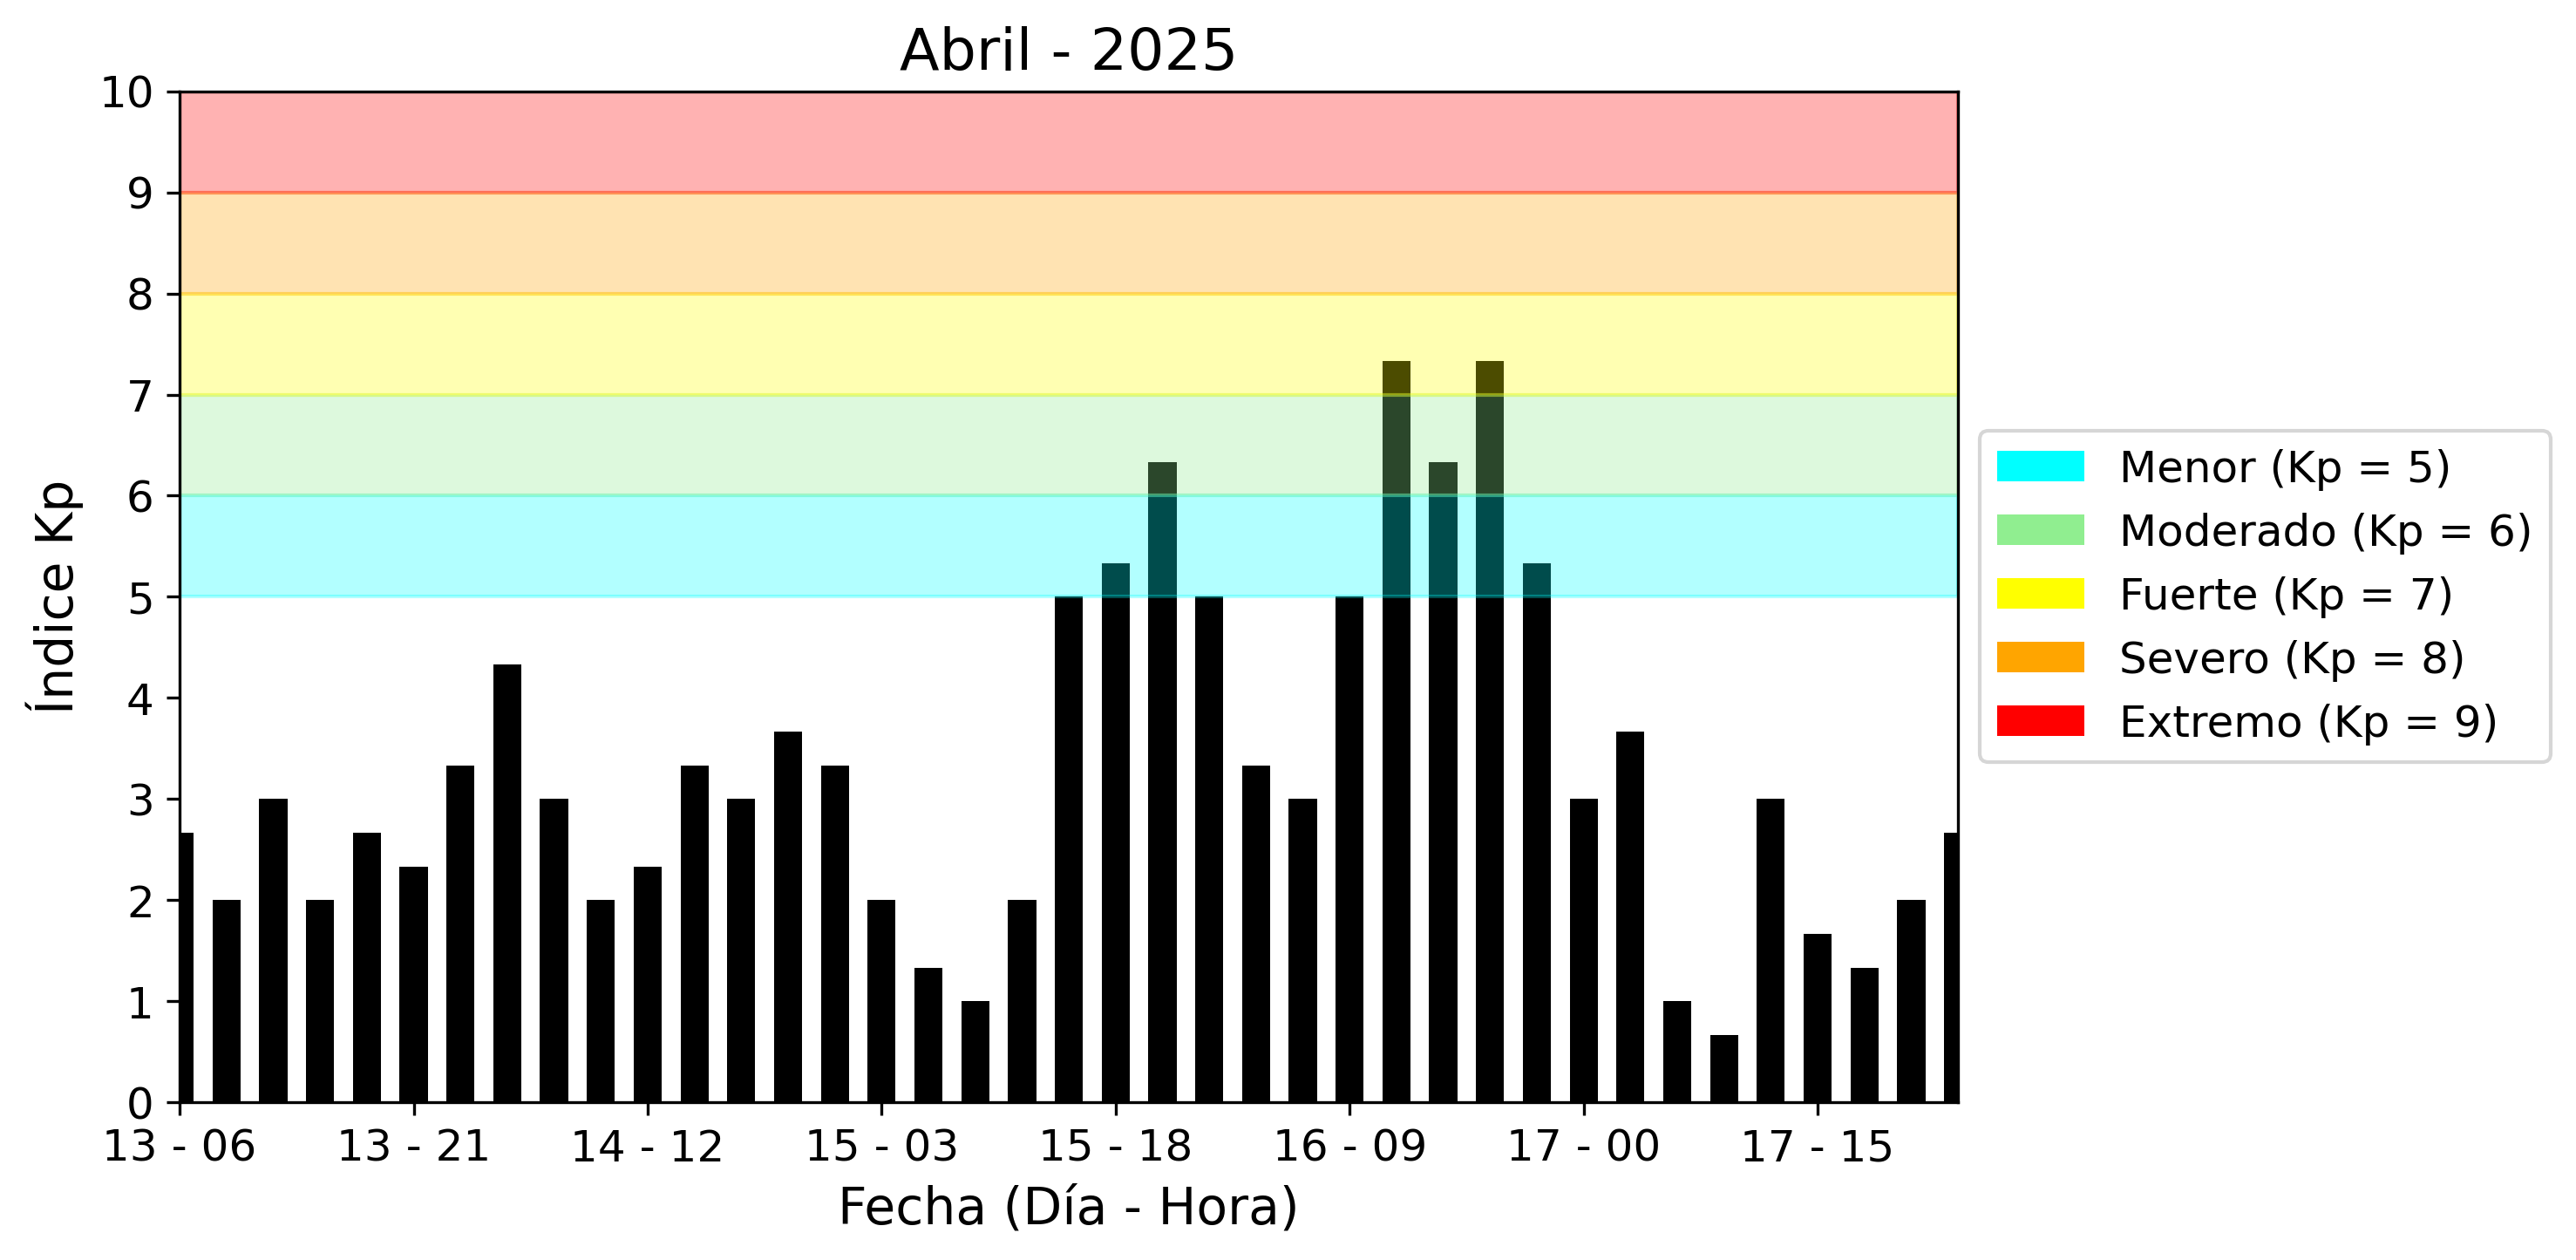 Abril - 2025
10
9
8
7
6
5
4
3
2
1
0
Índice Kp
13 - 06
13 - 21
14 - 12
15 - 03
15 - 18
16 - 09
17 - 00
17 - 15
Fecha (Día - Hora)
Menor (Kp = 5)
Moderado (Kp = 6)
Fuerte (Kp = 7)
Severo (Kp = 8)
Extremo (Kp = 9)